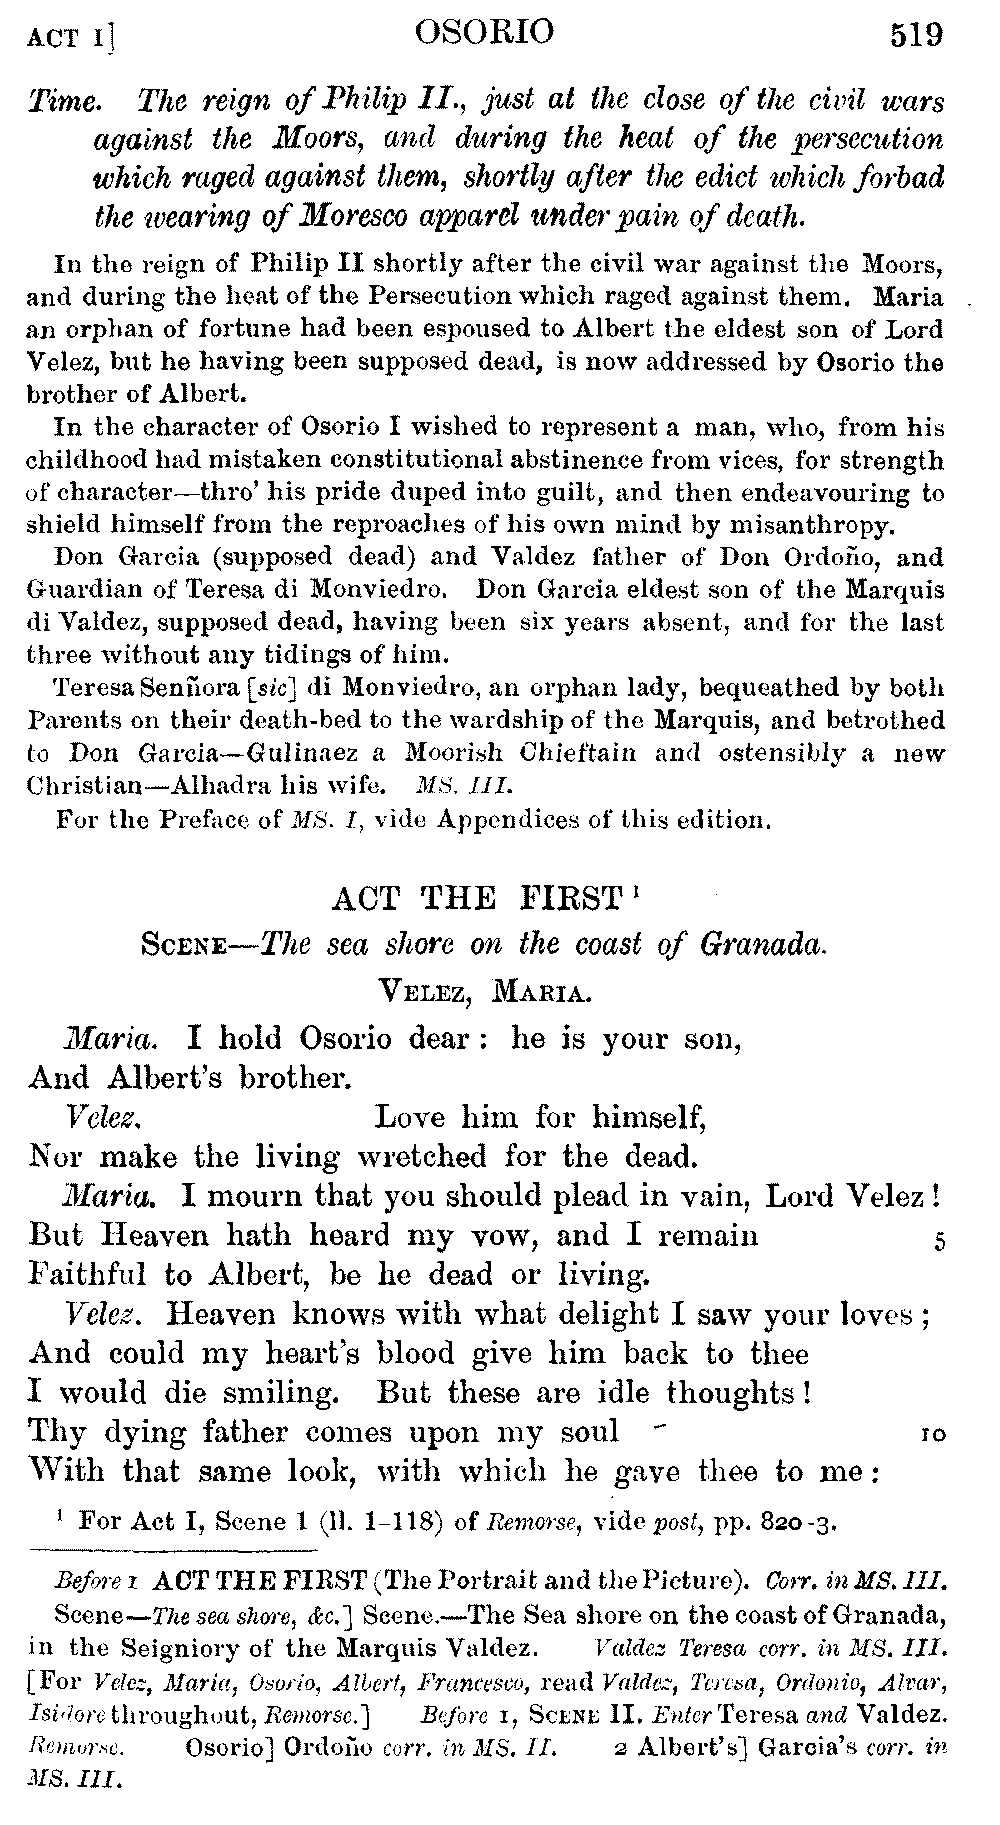 ACT I] OSORIO 519
Time. The reign of Philip II., just at the close of the civil wars
against the Moors, and during the heat of the persecution
which raged against them, shortly after the edict which forbad
the wearing of Moresco apparel under pain of death.
In the reign of Philip II shortly after the civil war against the Moors,
and during the heat of the Persecution which raged against them. Maria
an orphan of fortune had been espoused to Albert the eldest son of Lord
Velez, but he having been supposed dead, is now addressed by Osorio the
brother of Albert.
In the character of Osorio I wished to represent a man, who, from his
childhood had mistaken constitutional abstinence from vices, for strength
of character—thro' his pride duped into guilt, and then endeavouring to
shield himself from the reproaches of his own mind by misanthropy.
Don Garcia (supposed dead) and Valdez father of Don Ordoño, and
Guardian of Teresa di Monviedro. Don Garcia eldest son of the Marquis
di Valdez, supposed dead, having been six years absent, and for the last
three without any tidings of him.
Teresa Senñora [sic] di Monviedro, an orphan lady, bequeathed by both
Parents on their death-bed to the wardship of the Marquis, and betrothed
to Don Garcia—Gulinaez a Moorish Chieftain and ostensibly a new
Christian—Alhadra his wife. MS. III.
For the Preface of MS. I, vide Appendices of this edition.
ACT THE FIRST ¹
SCENE—The sea shore on the coast of Granada.
VELEZ, MARIA.
Maria. I hold Osorio dear: he is your son,
And Albert's brother.
Velez. Love him for himself,
Nor make the living wretched for the dead.
Maria. I mourn that you should plead in vain, Lord Velez!
But Heaven hath heard my vow, and I remain 5
Faithful to Albert, be he dead or living.
Velez. Heaven knows with what delight I saw your loves;
And could my heart's blood give him back to thee
I would die smiling. But these are idle thoughts!
Thy dying father comes upon my soul 10
With that same look, with which he gave thee to me:
¹ For Act I, Scene 1 (ll. 1-118) of Remorse, vide post, pp. 820-3.
Before 1 ACT THE FIRST (The Portrait and the Picture). Corr. in MS. III.
Scene—The sea shore, &c.] Scene.—The Sea shore on the coast of Granada,
in the Seigniory of the Marquis Valdez. Valdez Teresa corr. in MS. III.
[For Velez, Maria, Osorio, Albert, Francesco, read Valdez, Teresa, Ordonio, Alvar,
Isidore throughout, Remorse.] Before 1, SCENE II. Enter Teresa and Valdez.
Remorse. Osorio] Ordoño corr. in MS. II. 2 Albert's] Garcia's corr. in
MS. III.